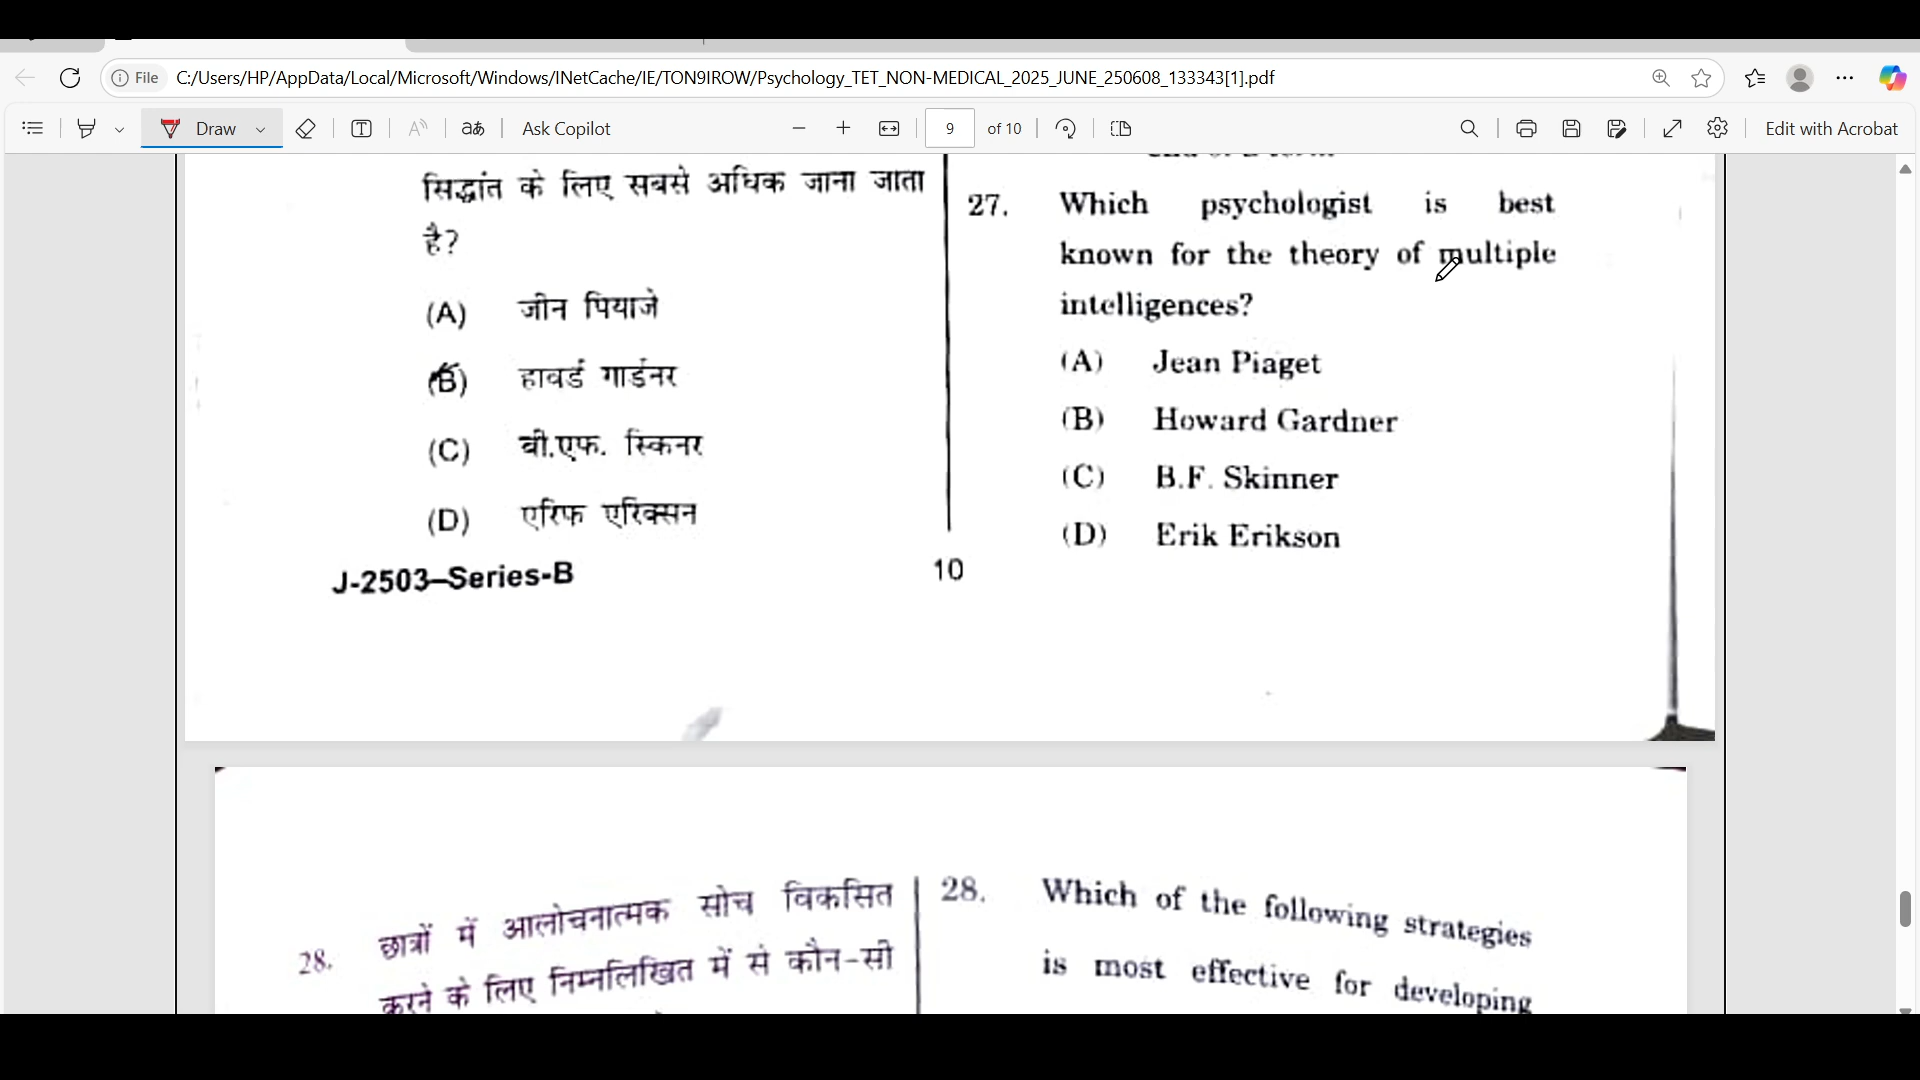 File
C:/Users/HP/AppData/Local/Microsoft/Windows/INetCache/IE/TON9IROW/Psychology_TET_NON-MEDICAL_2025_JUNE_250608_133343[1].pdf
Draw
Ask Copilot
9 of 10
Edit with Acrobat
सिद्धांत के लिए सबसे अधिक जाना जाता
है?
(A) जीन पियाजे
(B) हावर्ड गार्डनर
(C) बी.एफ. स्किनर
(D) एरिफ एरिक्सन
27. Which psychologist is best
known for the theory of multiple
intelligences?
(A) Jean Piaget
(B) Howard Gardner
(C) B.F. Skinner
(D) Erik Erikson
J-2503–Series-B
10
28. छात्रों में आलोचनात्मक सोच विकसित
करने के लिए निम्नलिखित में से कौन-सी
28. Which of the following strategies
is most effective for developing